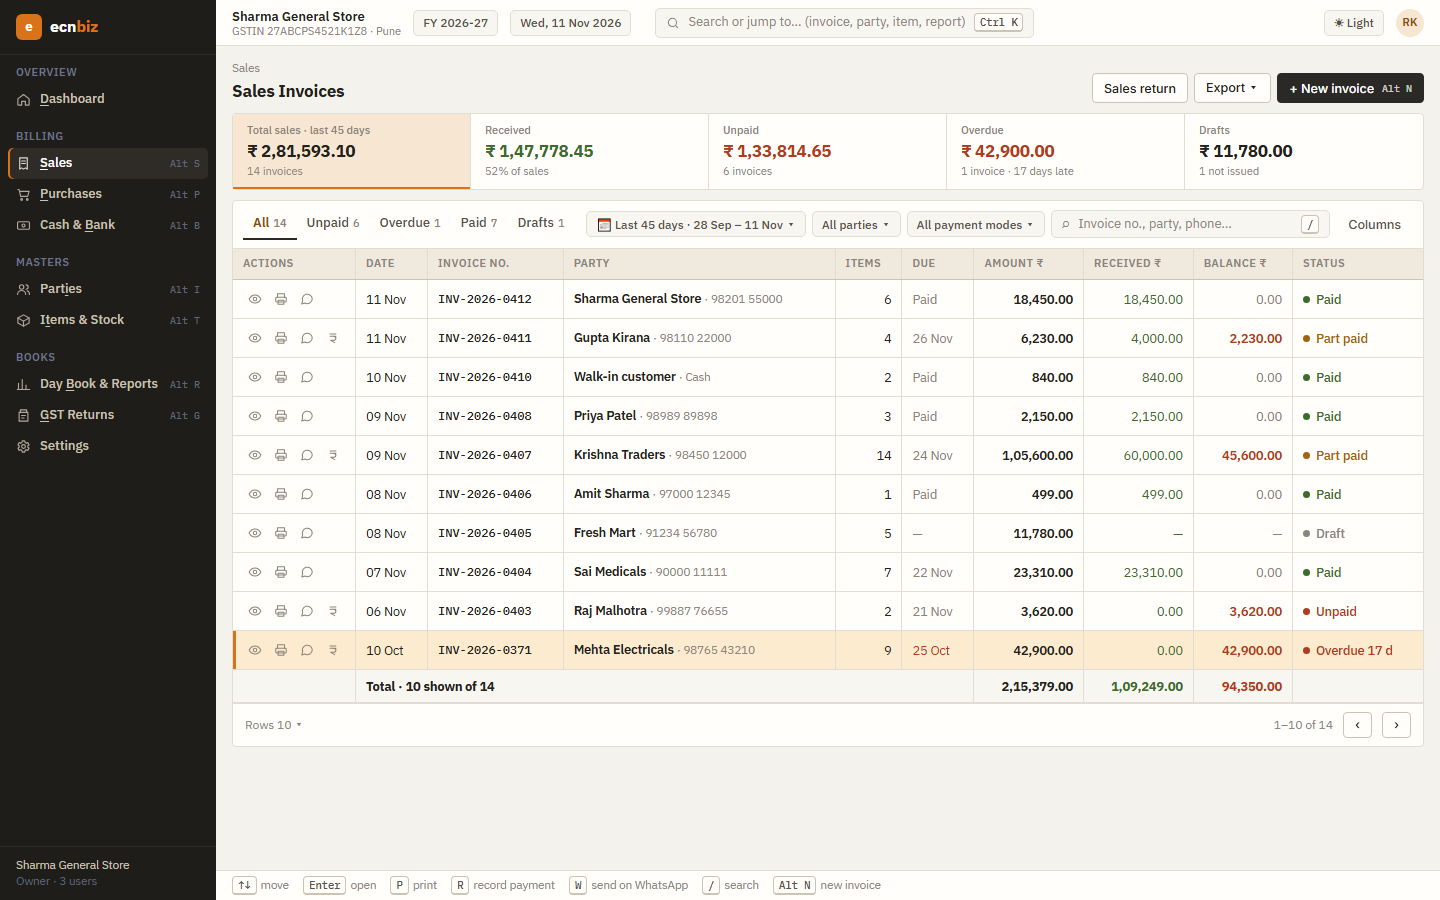 e ecnbiz
OVERVIEW
Dashboard
BILLING
Sales Alt S
Purchases Alt P
Cash & Bank Alt B
MASTERS
Parties Alt I
Items & Stock Alt T
BOOKS
Day Book & Reports Alt R
GST Returns Alt G
Settings
Sharma General Store
Owner · 3 users
Sharma General Store
GSTIN 27ABCPS4521K1Z8 · Pune
FY 2026-27
Wed, 11 Nov 2026
Search or jump to... (invoice, party, item, report) Ctrl K
☀ Light
RK
Sales
Sales Invoices
Sales return
Export ▾
+ New invoice Alt N
Total sales · last 45 days
₹ 2,81,593.10
14 invoices
Received
₹ 1,47,778.45
52% of sales
Unpaid
₹ 1,33,814.65
6 invoices
Overdue
₹ 42,900.00
1 invoice · 17 days late
Drafts
₹ 11,780.00
1 not issued
All 14 Unpaid 6 Overdue 1 Paid 7 Drafts 1
Last 45 days · 28 Sep – 11 Nov ▾
All parties ▾
All payment modes ▾
Invoice no., party, phone... /
Columns
ACTIONS DATE INVOICE NO. PARTY ITEMS DUE AMOUNT ₹ RECEIVED ₹ BALANCE ₹ STATUS
11 Nov INV-2026-0412 Sharma General Store · 98201 55000 6 Paid 18,450.00 18,450.00 0.00 Paid
₹ 11 Nov INV-2026-0411 Gupta Kirana · 98110 22000 4 26 Nov 6,230.00 4,000.00 2,230.00 Part paid
10 Nov INV-2026-0410 Walk-in customer · Cash 2 Paid 840.00 840.00 0.00 Paid
09 Nov INV-2026-0408 Priya Patel · 98989 89898 3 Paid 2,150.00 2,150.00 0.00 Paid
₹ 09 Nov INV-2026-0407 Krishna Traders · 98450 12000 14 24 Nov 1,05,600.00 60,000.00 45,600.00 Part paid
08 Nov INV-2026-0406 Amit Sharma · 97000 12345 1 Paid 499.00 499.00 0.00 Paid
08 Nov INV-2026-0405 Fresh Mart · 91234 56780 5 — 11,780.00 — — Draft
07 Nov INV-2026-0404 Sai Medicals · 90000 11111 7 22 Nov 23,310.00 23,310.00 0.00 Paid
₹ 06 Nov INV-2026-0403 Raj Malhotra · 99887 76655 2 21 Nov 3,620.00 0.00 3,620.00 Unpaid
₹ 10 Oct INV-2026-0371 Mehta Electricals · 98765 43210 9 25 Oct 42,900.00 0.00 42,900.00 Overdue 17 d
Total · 10 shown of 14 2,15,379.00 1,09,249.00 94,350.00
Rows 10 ▾
1–10 of 14 ‹ ›
↑↓ move Enter open P print R record payment W send on WhatsApp / search Alt N new invoice